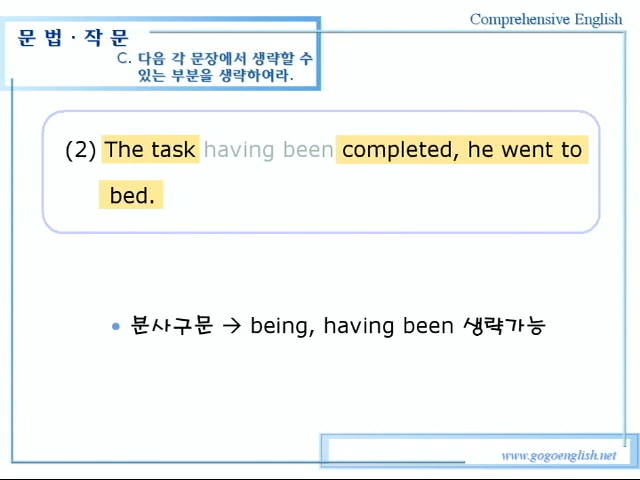 Comprehensive English
문 법 · 작 문
C. 다음 각 문장에서 생략할 수
있는 부분을 생략하여라.
(2) The task having been completed, he went to
bed.
• 분사구문 → being, having been 생략가능
www.gogoenglish.net